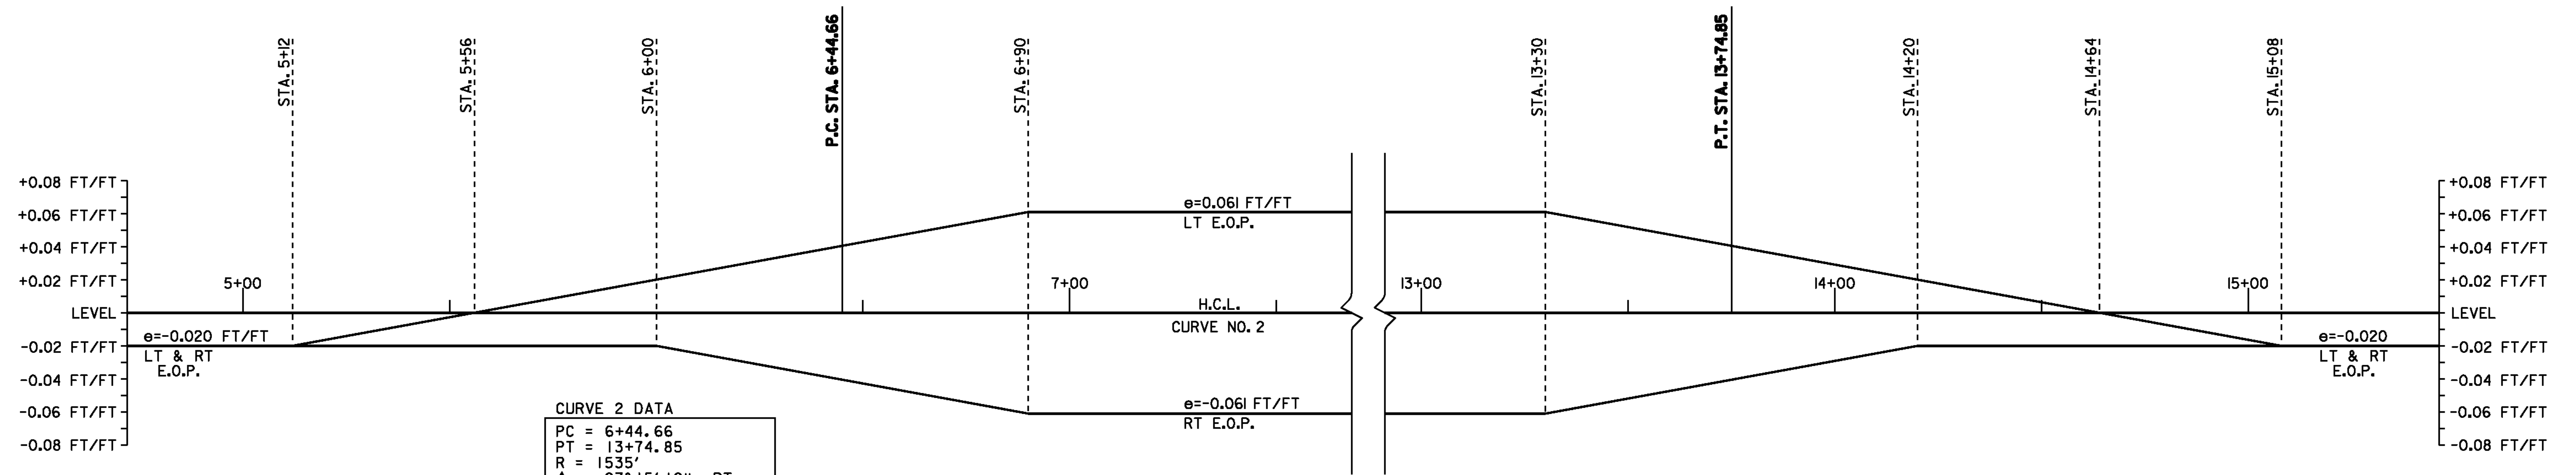 STA. 5+12
STA. 5+56
STA. 6+00
P.C. STA. 6+44.66
STA. 6+90
STA. 13+30
P.T. STA. 13+74.85
STA. 14+20
STA. 14+64
STA. 15+08
+0.08 FT/FT
+0.06 FT/FT
+0.04 FT/FT
+0.02 FT/FT
LEVEL
-0.02 FT/FT
-0.04 FT/FT
-0.06 FT/FT
-0.08 FT/FT
e=-0.020 FT/FT
LT & RT
E.O.P.
5+00
7+00
e=0.061 FT/FT
LT E.O.P.
H.C.L.
CURVE NO. 2
e=-0.061 FT/FT
RT E.O.P.
13+00
14+00
15+00
e=-0.020
LT & RT
E.O.P.
+0.08 FT/FT
+0.06 FT/FT
+0.04 FT/FT
+0.02 FT/FT
LEVEL
-0.02 FT/FT
-0.04 FT/FT
-0.06 FT/FT
-0.08 FT/FT
CURVE 2 DATA
PC = 6+44.66
PT = 13+74.85
R = 1535'